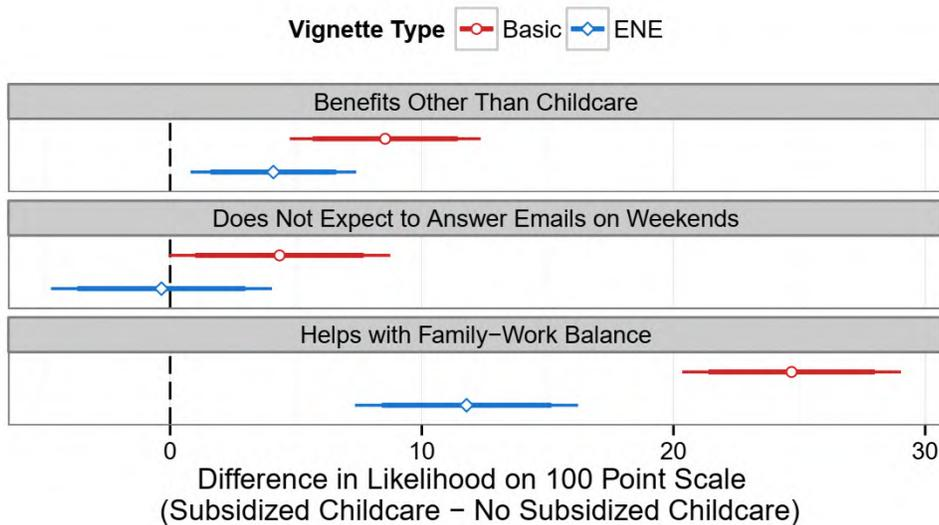 Vignette Type Basic ENE
Benefits Other Than Childcare
Does Not Expect to Answer Emails on Weekends
Helps with Family−Work Balance
0 10 20 30
Difference in Likelihood on 100 Point Scale
(Subsidized Childcare − No Subsidized Childcare)